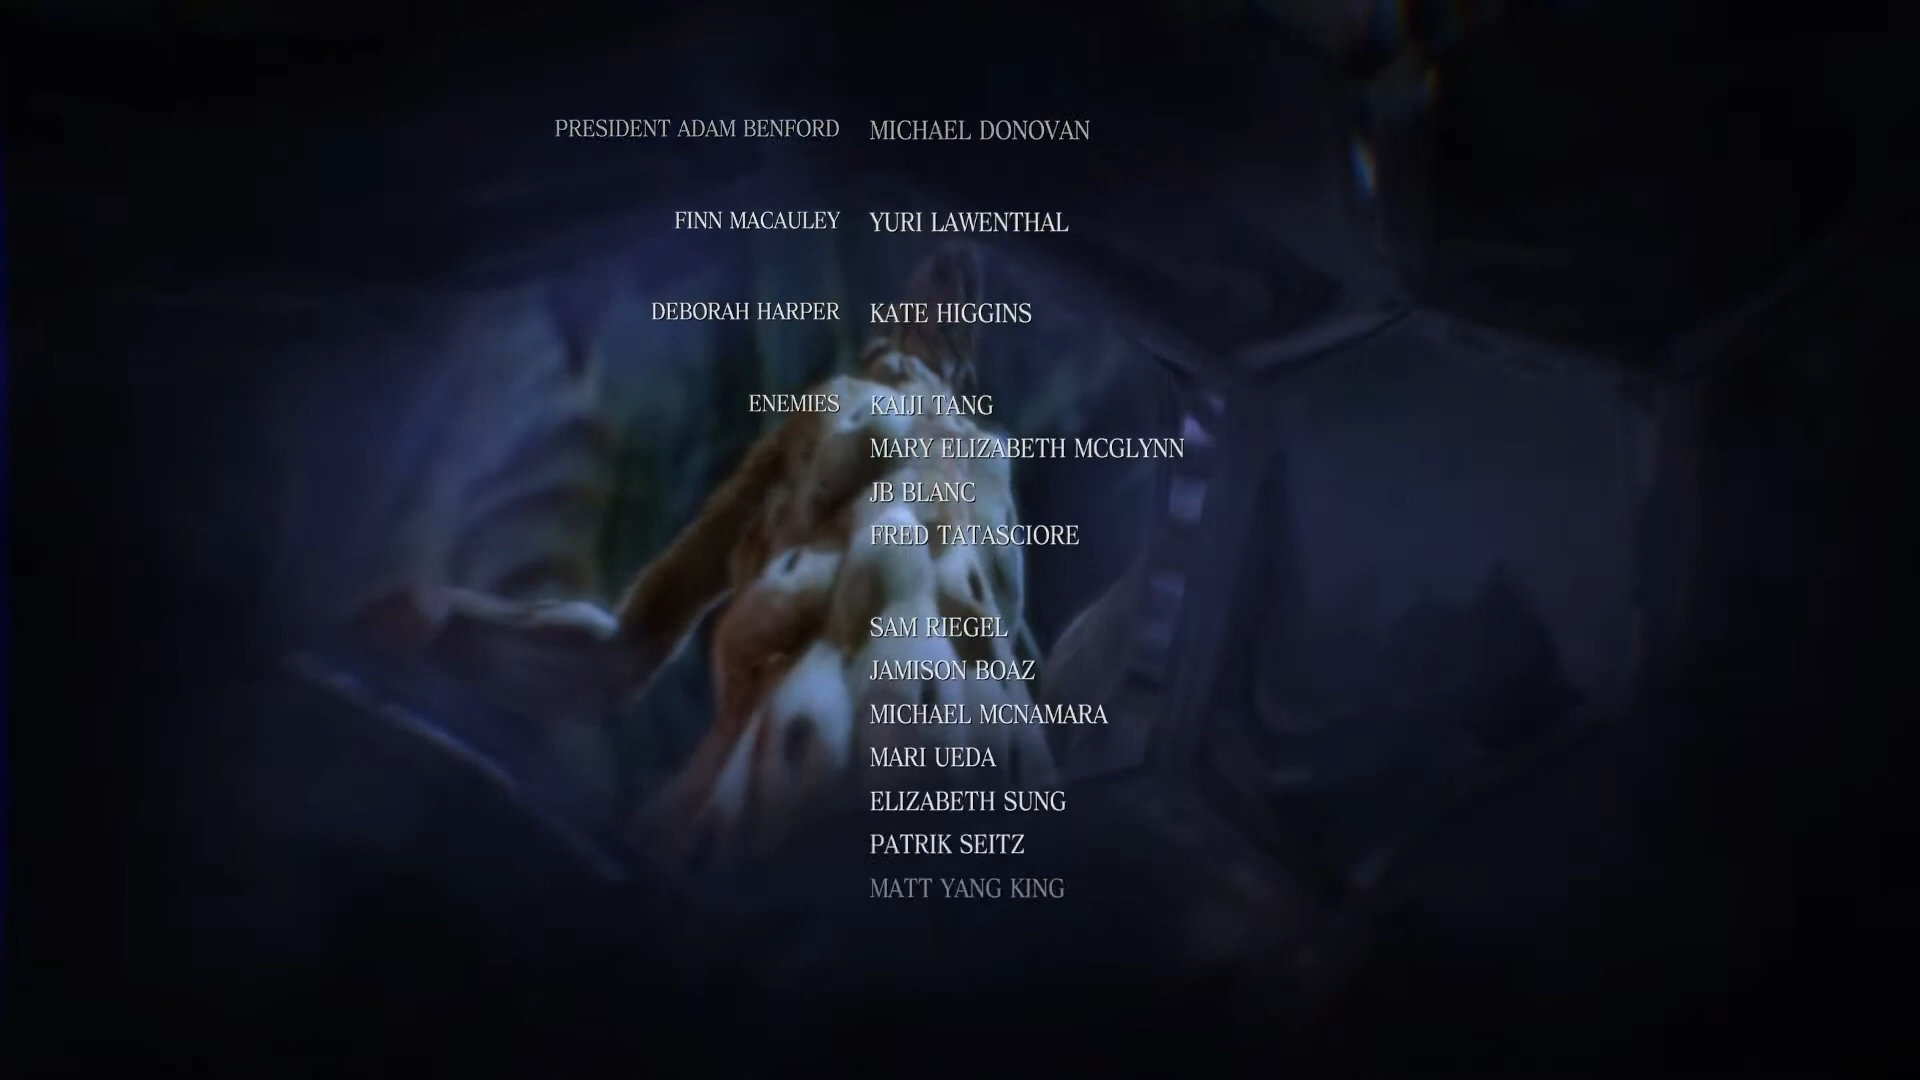 PRESIDENT ADAM BENFORD MICHAEL DONOVAN
FINN MACAULEY YURI LAWENTHAL
DEBORAH HARPER KATE HIGGINS
ENEMIES KAIJI TANG
MARY ELIZABETH MCGLYNN
JB BLANC
FRED TATASCIORE
SAM RIEGEL
JAMISON BOAZ
MICHAEL MCNAMARA
MARI UEDA
ELIZABETH SUNG
PATRIK SEITZ
MATT YANG KING